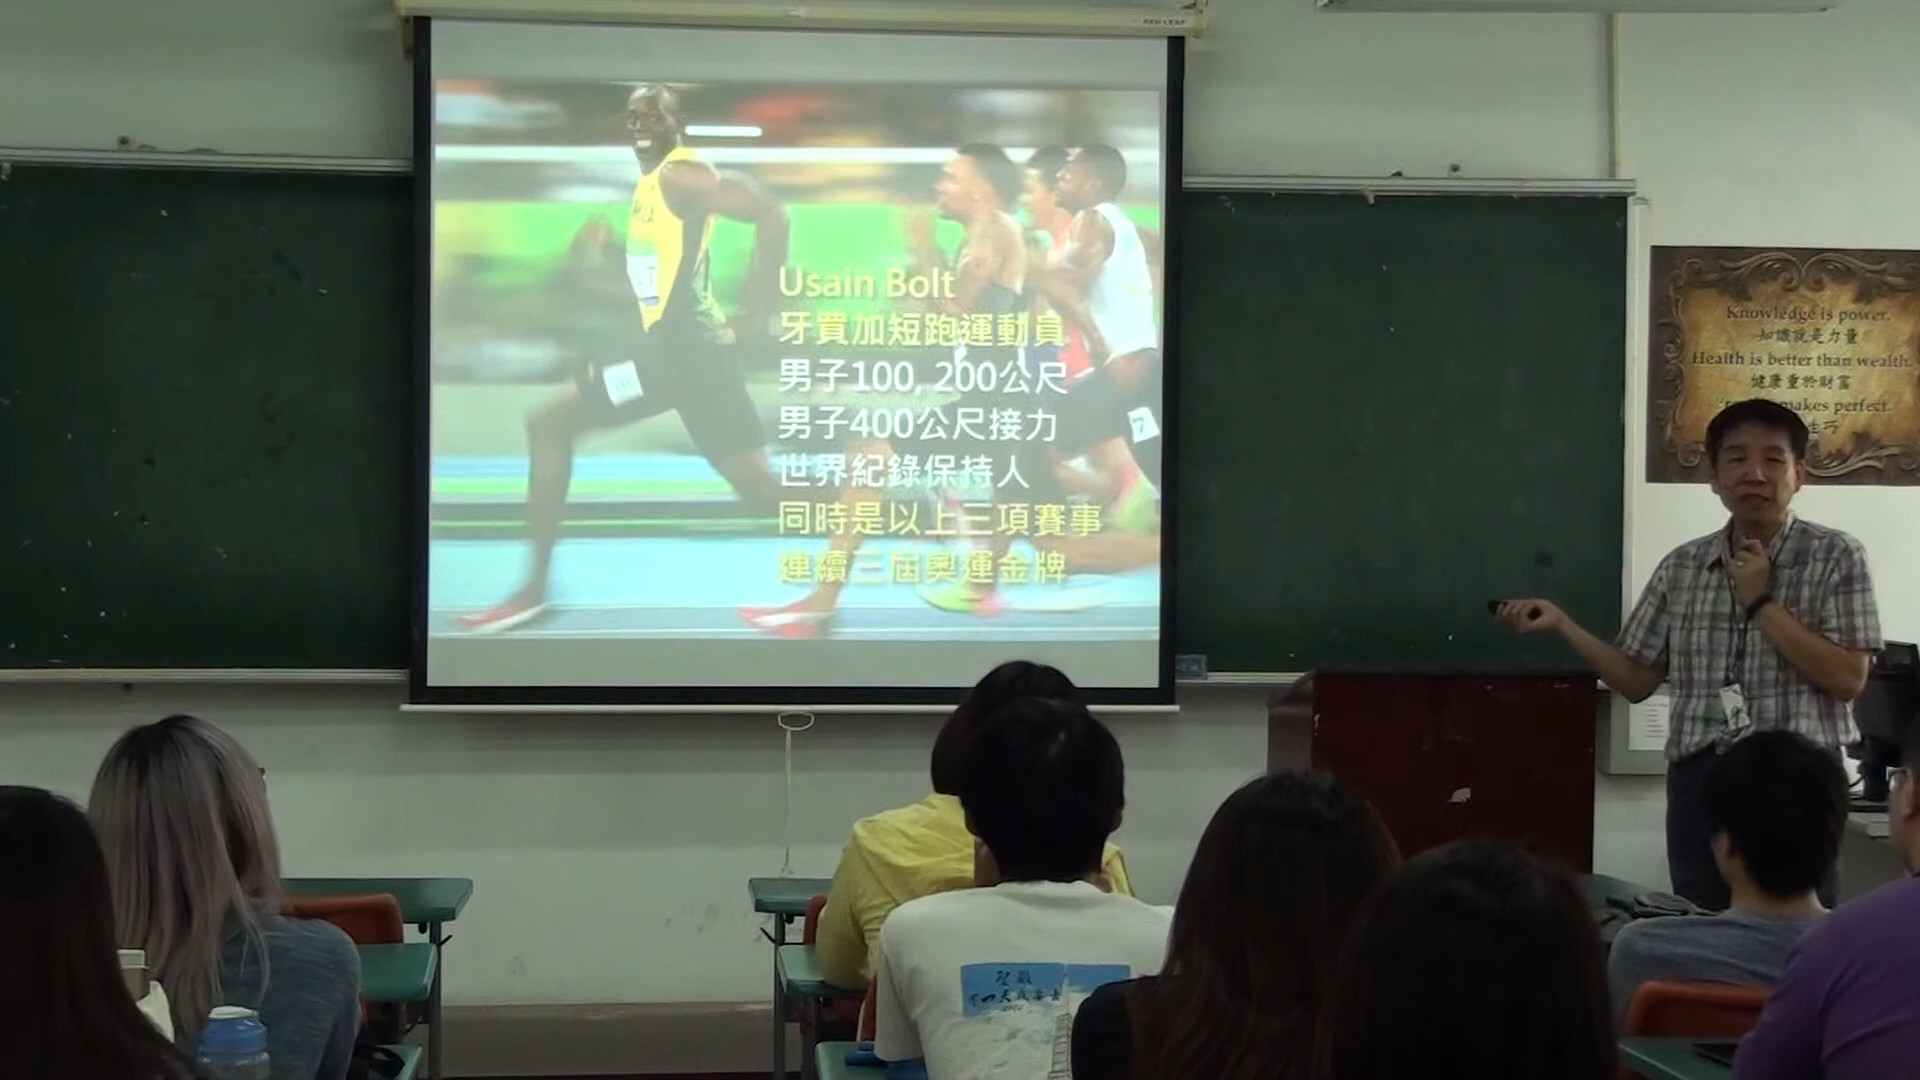 Usain Bolt
牙買加短跑運動員
男子100, 200公尺
男子400公尺接力
世界紀錄保持人
同時是以上三項賽事
連續三屆奧運金牌
Knowledge is power.
知識就是力量
Health is better than wealth.
健康重於財富
makes perfect.
生巧